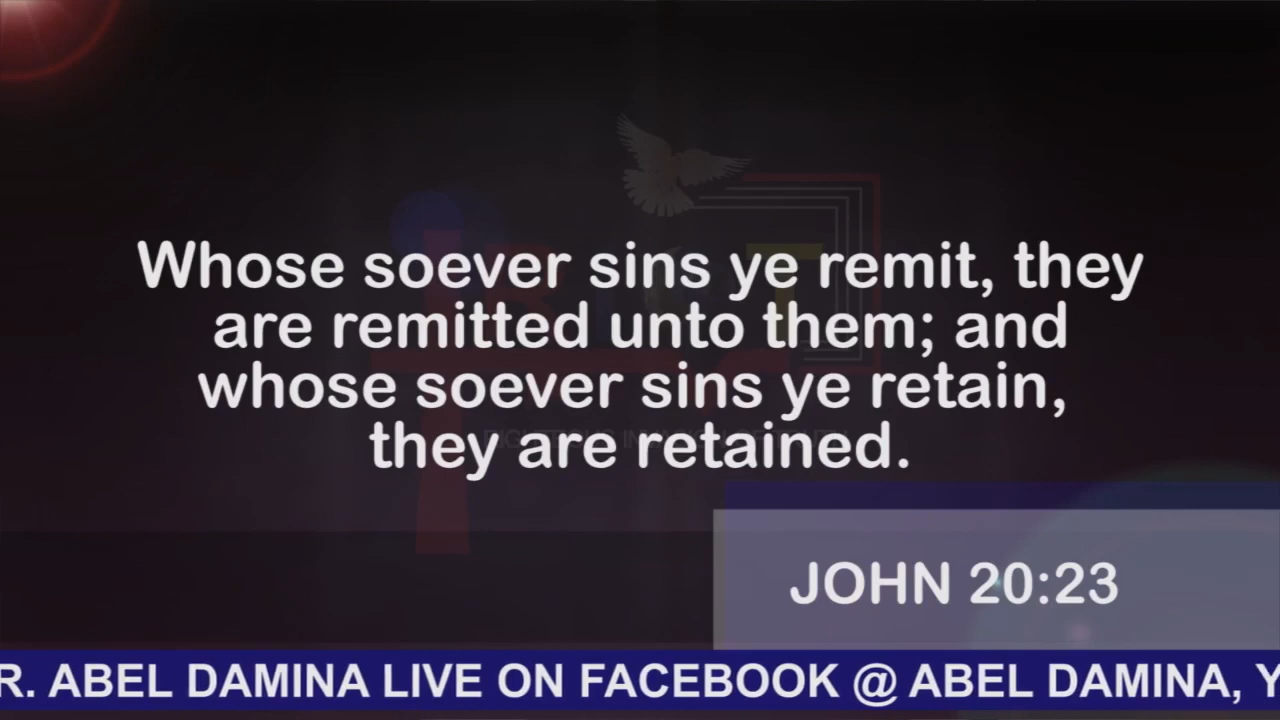 Whose soever sins ye remit, they
are remitted unto them; and
whose soever sins ye retain,
they are retained.
JOHN 20:23
R. ABEL DAMINA LIVE ON FACEBOOK @ ABEL DAMINA, Y